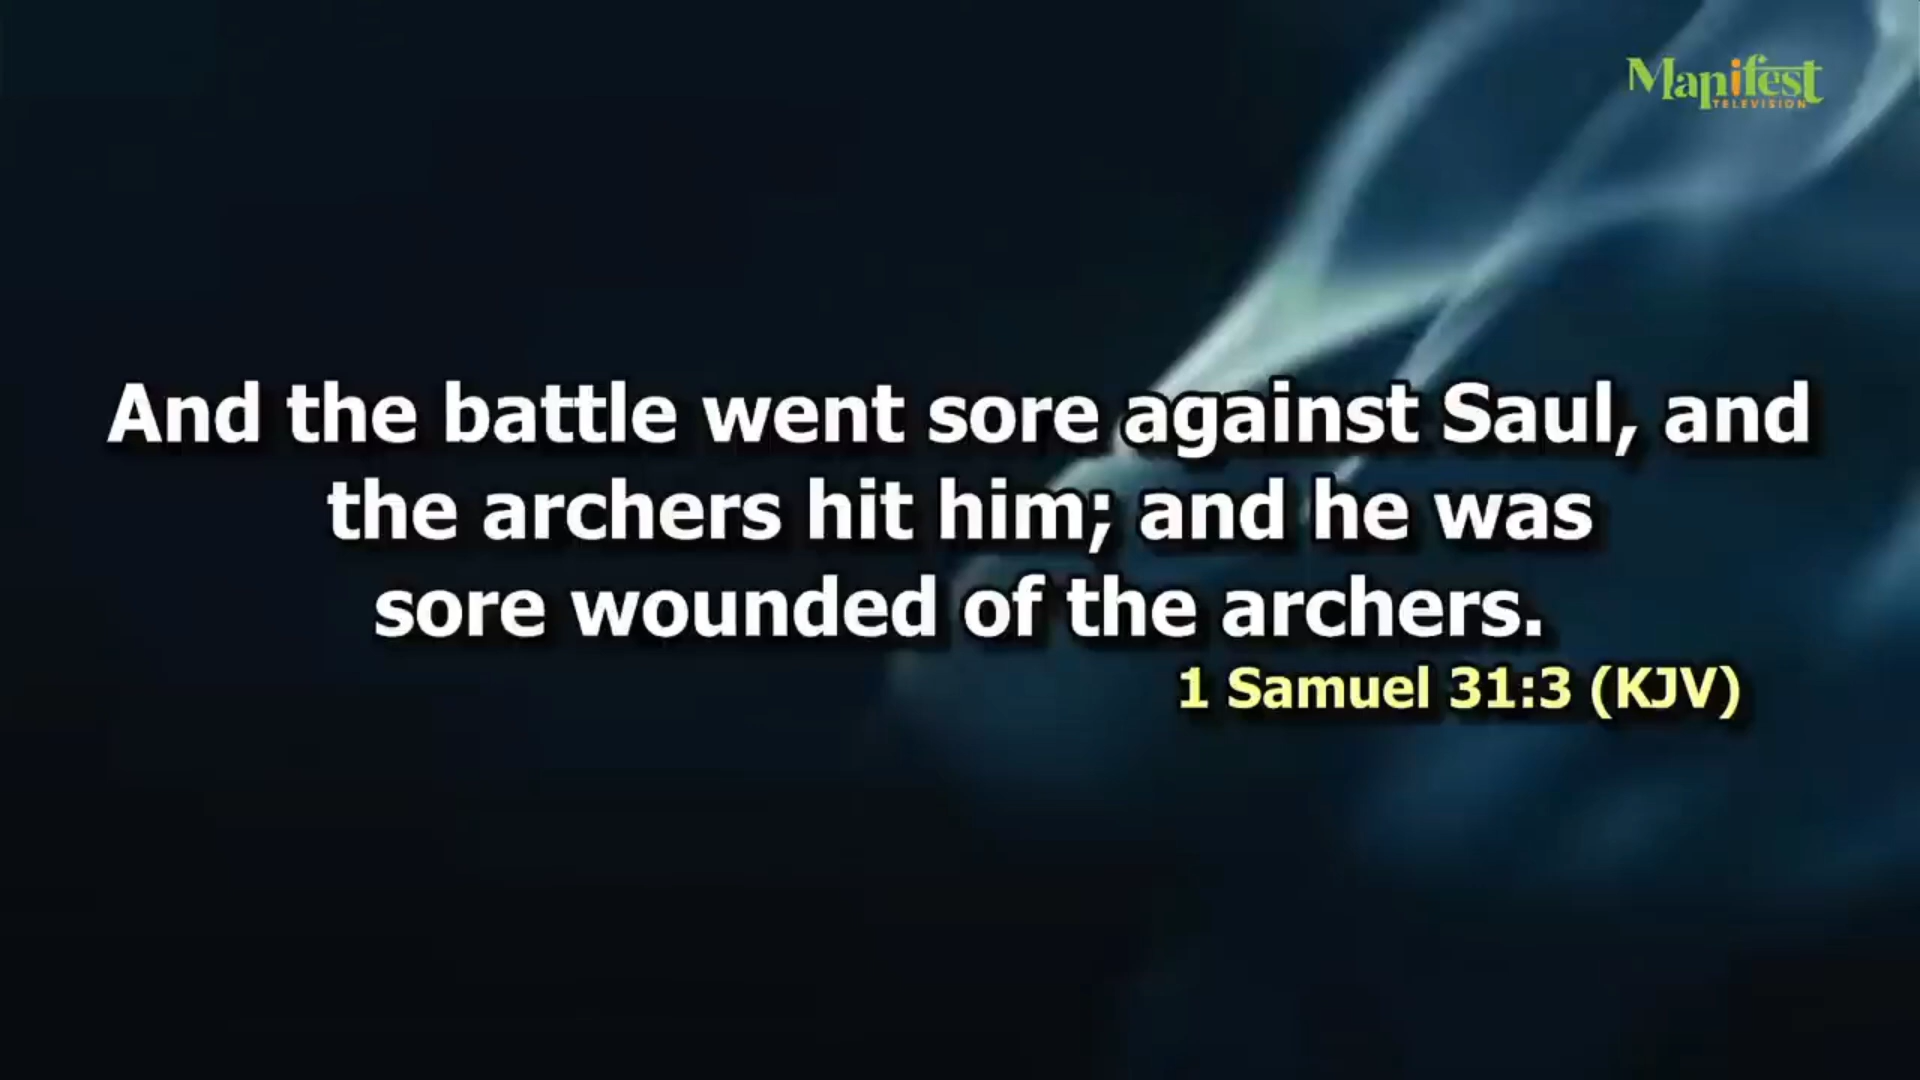 Manifest
TELEVISION
And the battle went sore against Saul, and
the archers hit him; and he was
sore wounded of the archers.
1 Samuel 31:3 (KJV)